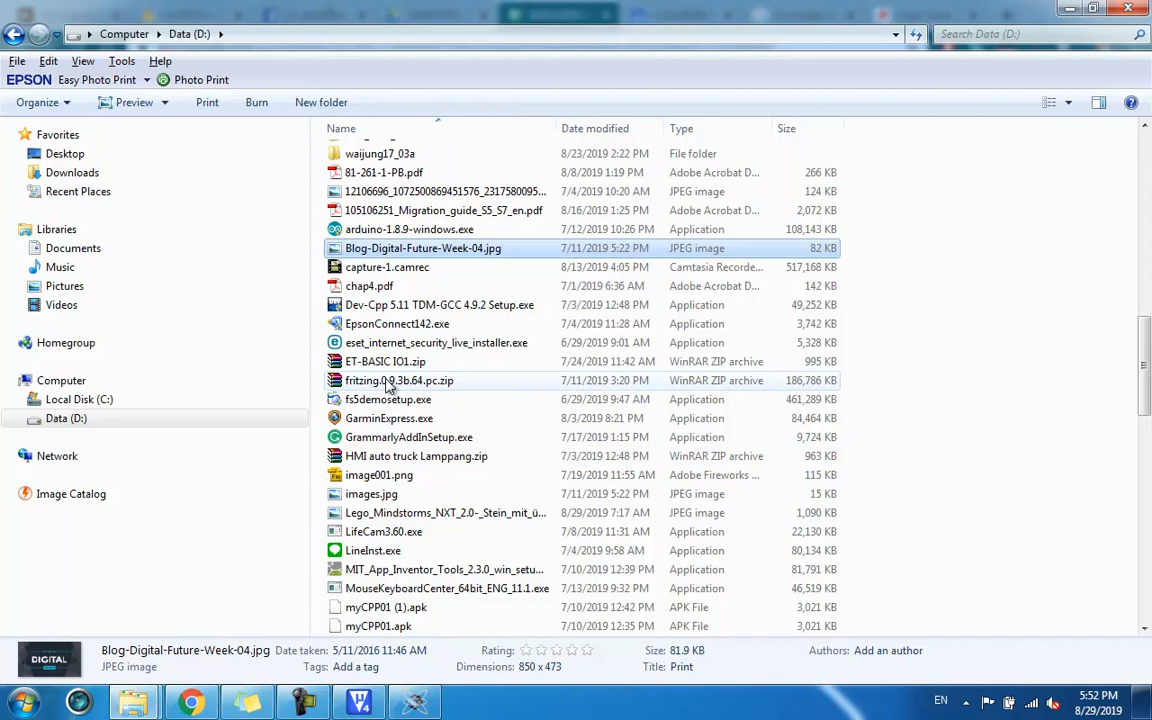 Computer Data (D:) Search Data (D:)
File Edit View Tools Help
EPSON Easy Photo Print Photo Print
Organize Preview Print Burn New folder
Name Date modified Type Size
Favorites
Desktop
Downloads
Recent Places
Libraries
Documents
Music
Pictures
Videos
Homegroup
Computer
Local Disk (C:)
Data (D:)
Network
Image Catalog
waijung17_03a 8/23/2019 2:22 PM File folder
81-261-1-PB.pdf 8/8/2019 1:19 PM Adobe Acrobat D... 266 KB
12106696_1072500869451576_2317580095... 7/4/2019 10:20 AM JPEG image 124 KB
105106251_Migration_guide_S5_S7_en.pdf 8/16/2019 1:25 PM Adobe Acrobat D... 2,072 KB
arduino-1.8.9-windows.exe 7/12/2019 10:26 PM Application 108,143 KB
Blog-Digital-Future-Week-04.jpg 7/11/2019 5:22 PM JPEG image 82 KB
capture-1.camrec 8/13/2019 4:05 PM Camtasia Recorde... 517,168 KB
chap4.pdf 7/1/2019 6:36 AM Adobe Acrobat D... 142 KB
Dev-Cpp 5.11 TDM-GCC 4.9.2 Setup.exe 7/3/2019 12:48 PM Application 49,252 KB
EpsonConnect142.exe 7/4/2019 11:28 AM Application 3,742 KB
eset_internet_security_live_installer.exe 6/29/2019 9:01 AM Application 5,328 KB
ET-BASIC IO1.zip 7/24/2019 11:42 AM WinRAR ZIP archive 995 KB
fritzing.0.9.3b.64.pc.zip 7/11/2019 3:20 PM WinRAR ZIP archive 186,786 KB
fs5demosetup.exe 6/29/2019 9:47 AM Application 461,289 KB
GarminExpress.exe 8/3/2019 8:21 PM Application 84,464 KB
GrammarlyAddInSetup.exe 7/17/2019 1:15 PM Application 9,724 KB
HMI auto truck Lamppang.zip 7/3/2019 12:48 PM WinRAR ZIP archive 963 KB
image001.png 7/19/2019 11:55 AM Adobe Fireworks ... 115 KB
images.jpg 7/11/2019 5:22 PM JPEG image 15 KB
Lego_Mindstorms_NXT_2.0-_Stein_mit_ü... 8/29/2019 7:17 AM JPEG image 1,090 KB
LifeCam3.60.exe 7/8/2019 11:31 AM Application 22,130 KB
LineInst.exe 7/4/2019 9:58 AM Application 80,134 KB
MIT_App_Inventor_Tools_2.3.0_win_setu... 7/10/2019 12:39 PM Application 81,791 KB
MouseKeyboardCenter_64bit_ENG_11.1.exe 7/13/2019 9:32 PM Application 46,519 KB
myCPP01 (1).apk 7/10/2019 12:42 PM APK File 3,021 KB
myCPP01.apk 7/10/2019 12:35 PM APK File 3,021 KB
DIGITAL
Blog-Digital-Future-Week-04.jpg Date taken: 5/11/2016 11:46 AM Rating: Size: 81.9 KB Authors: Add an author
JPEG image Tags: Add a tag Dimensions: 850 x 473 Title: Print
EN 5:52 PM
8/29/2019